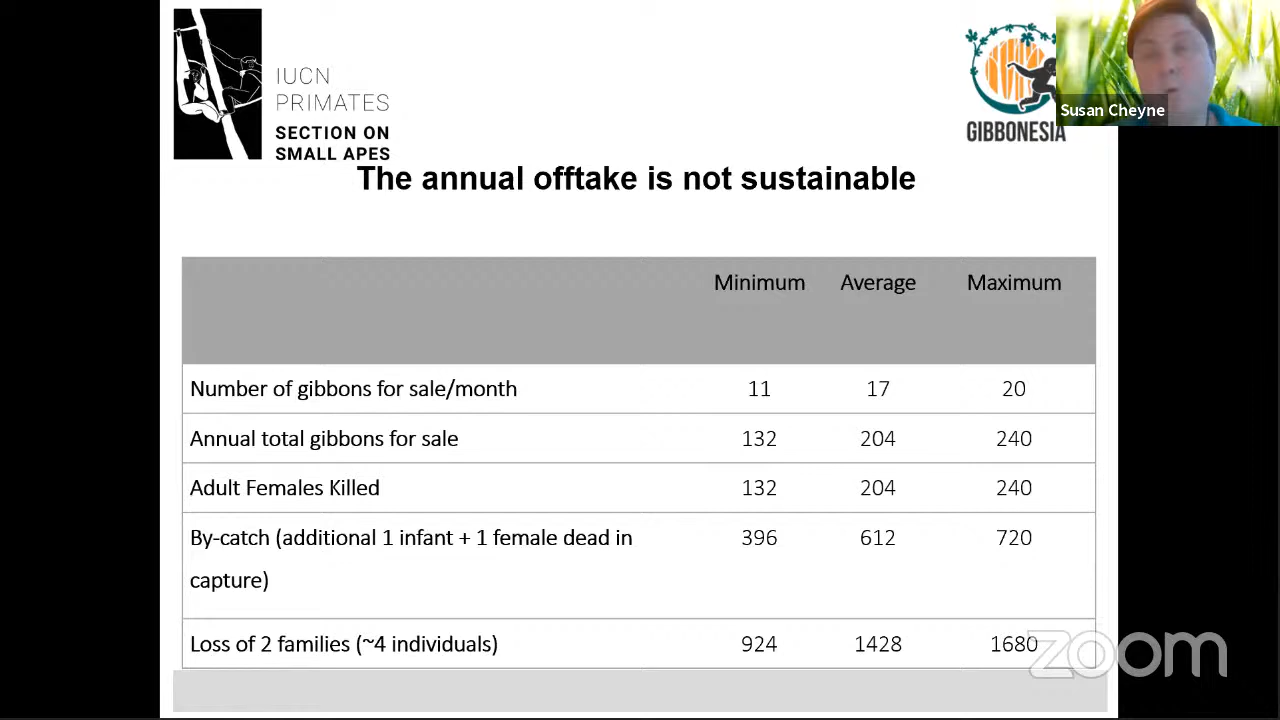 IUCN
PRIMATES
SECTION ON
SMALL APES
GIBBONESIA
Susan Cheyne
The annual offtake is not sustainable
Minimum Average Maximum
Number of gibbons for sale/month 11 17 20
Annual total gibbons for sale 132 204 240
Adult Females Killed 132 204 240
By-catch (additional 1 infant + 1 female dead in 396 612 720
capture)
Loss of 2 families (~4 individuals) 924 1428 1680
zoom